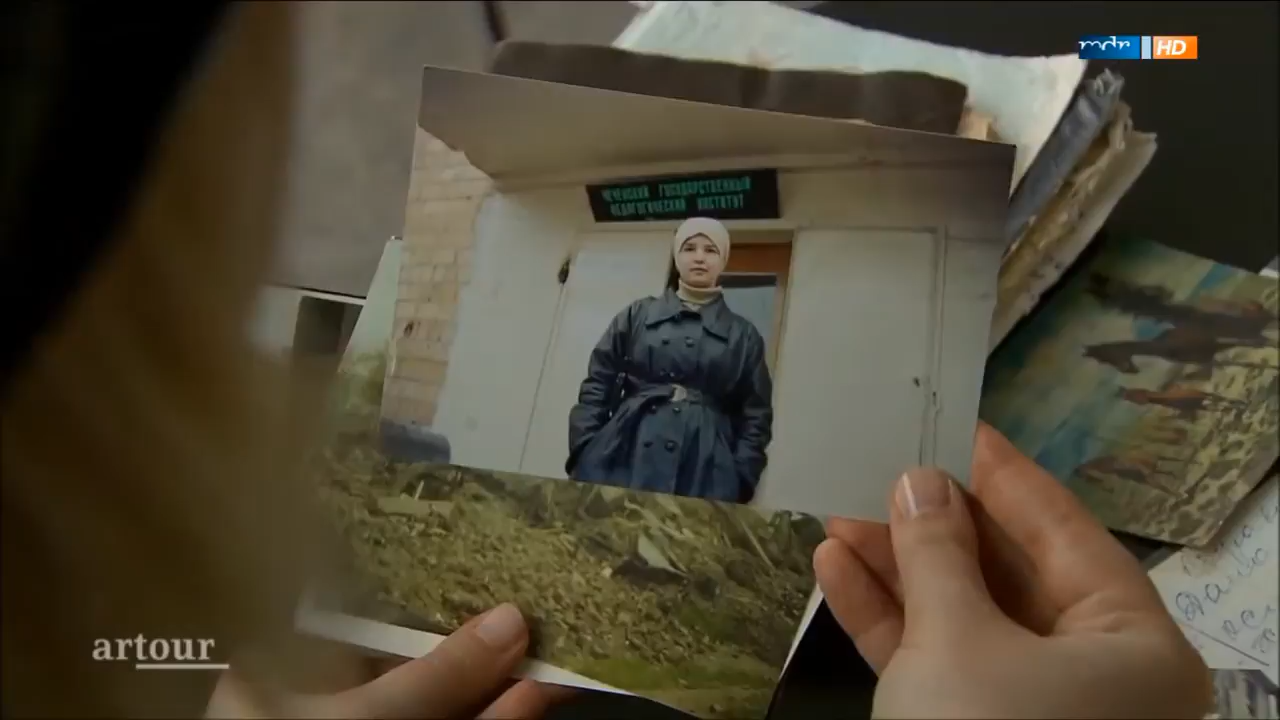 mdr HD
ЧЕЧЕНСКИЙ ГОСУДАРСТВЕННЫЙ
ПЕДАГОГИЧЕСКИЙ ИНСТИТУТ
artour